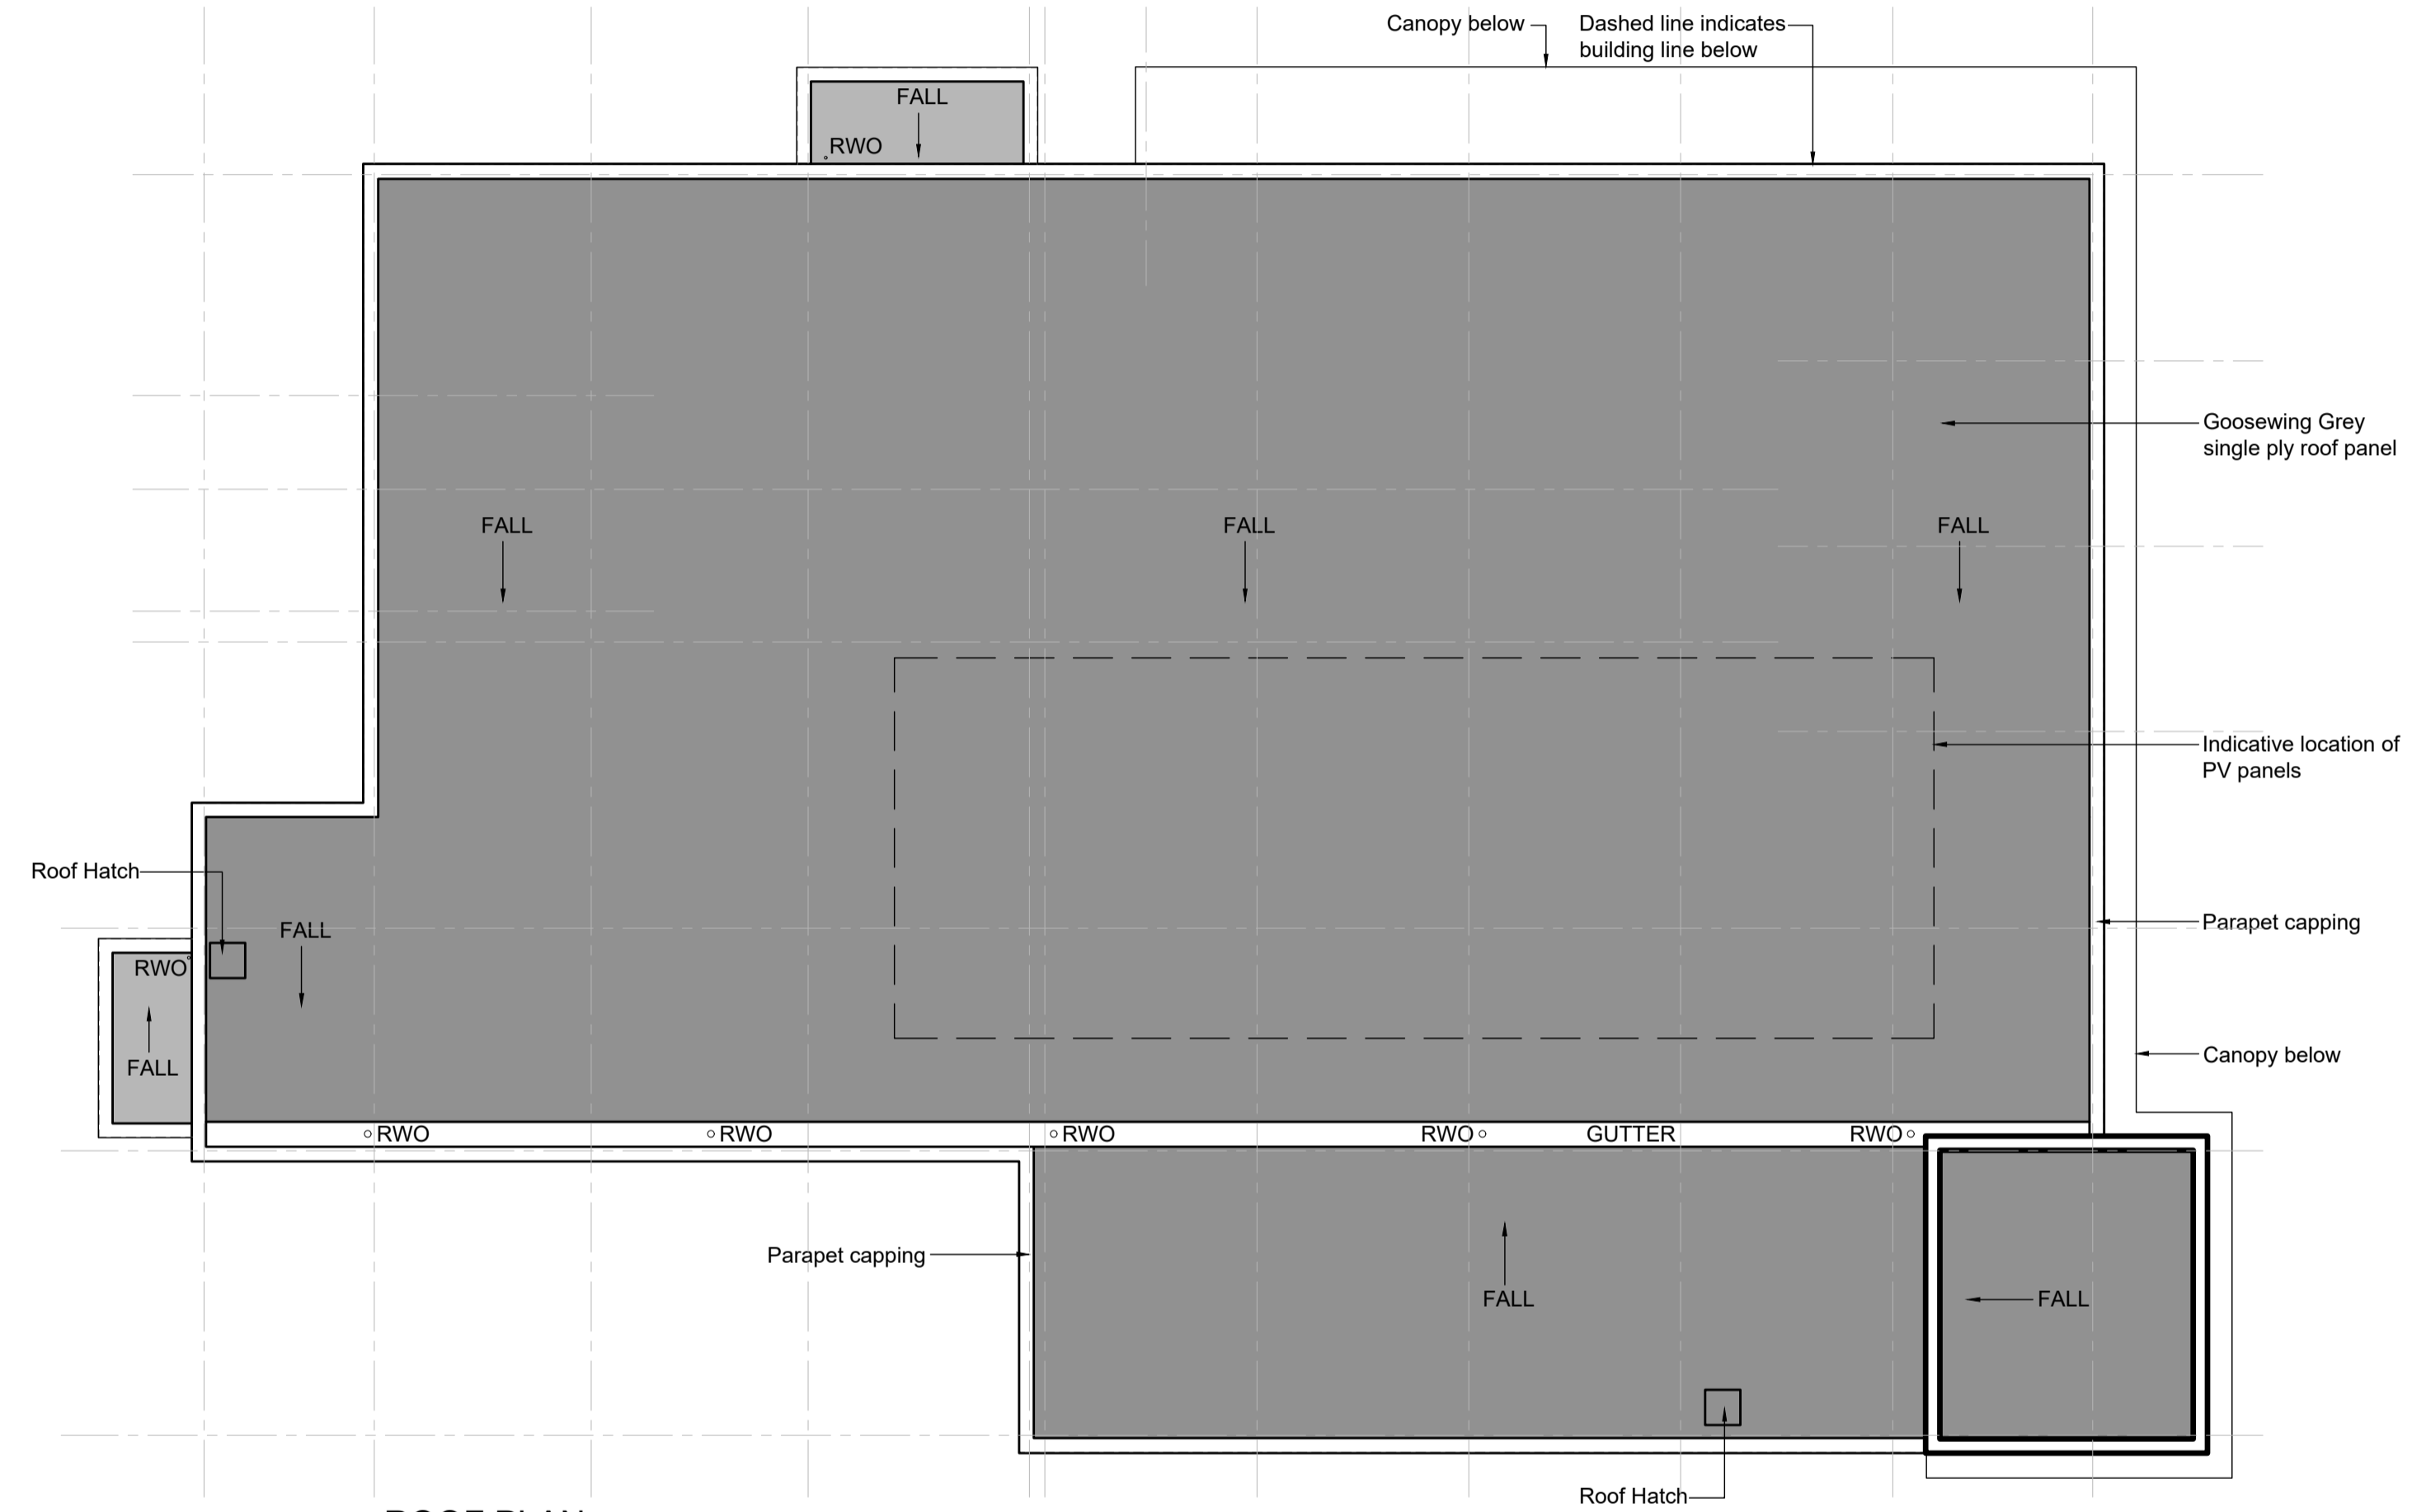 Canopy below
Dashed line indicates
building line below
FALL
RWO
Goosewing Grey
single ply roof panel
FALL
FALL
FALL
Indicative location of
PV panels
Roof Hatch
Parapet capping
FALL
RWO
Canopy below
FALL
RWO
RWO
RWO
RWO
GUTTER
RWO
Parapet capping
FALL
FALL
Roof Hatch
ROOF PLAN